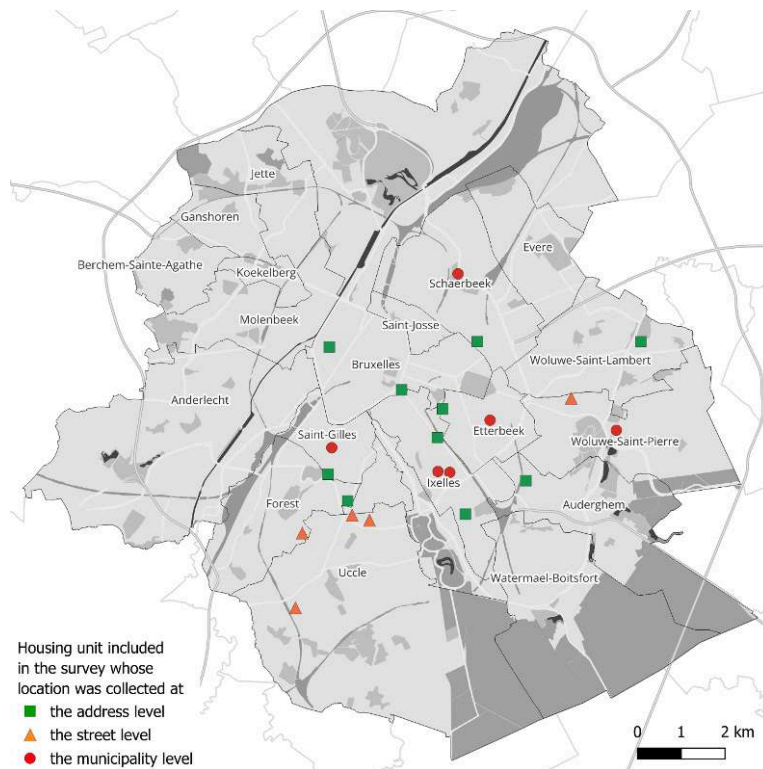 Jette
Ganshoren
Evere
Berchem-Sainte-Agathe
Koekelberg
Schaerbeek
Molenbeek
Saint-Josse
Woluwe-Saint-Lambert
Bruxelles
Anderlecht
Saint-Gilles
Etterbeek
Woluwe-Saint-Pierre
Ixelles
Forest
Auderghem
Uccle
Watermael-Boitsfort
Housing unit included
in the survey whose
location was collected at
the address level
the street level
the municipality level
0 1 2 km